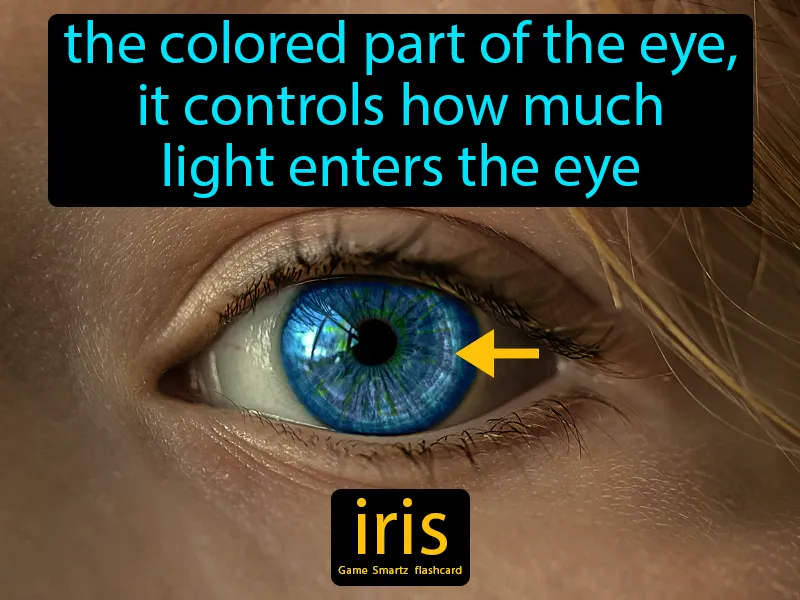 the colored part of the eye,
it controls how much
light enters the eye
iris
Game Smartz flashcard